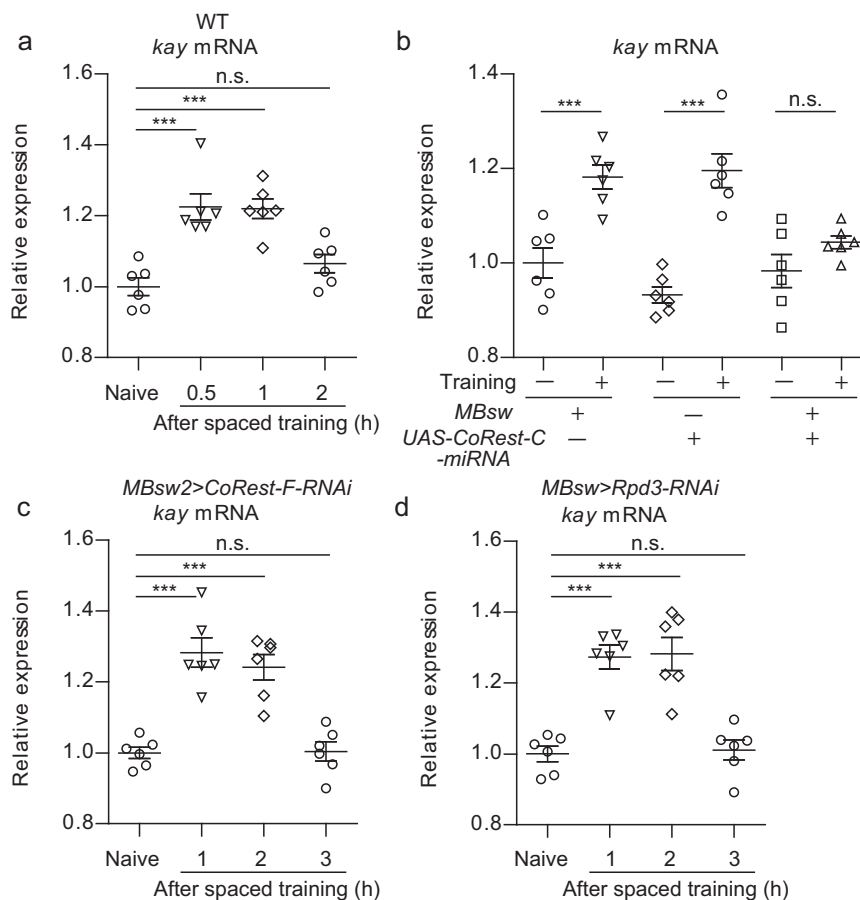 a
WT
kay mRNA
Relative expression
1.6
1.4
1.2
1.0
0.8
n.s.
***
***
Naive
0.5
1
2
After spaced training (h)
b
kay mRNA
Relative expression
1.4
1.2
1.0
0.8
***
***
n.s.
Training — + — + — +
MBsw + — +
UAS-CoRest-C — + +
-miRNA
c
MBsw2>CoRest-F-RNAi
kay mRNA
Relative expression
1.6
1.4
1.2
1.0
0.8
n.s.
***
***
Naive
1
2
3
After spaced training (h)
d
MBsw>Rpd3-RNAi
kay mRNA
Relative expression
1.6
1.4
1.2
1.0
0.8
n.s.
***
***
Naive
1
2
3
After spaced training (h)